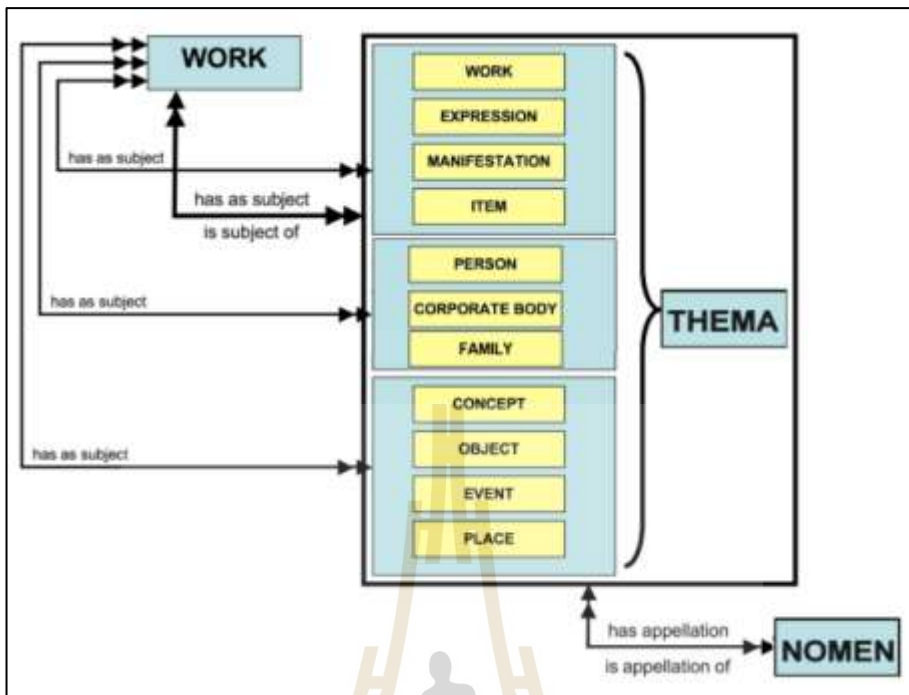 WORK
WORK
EXPRESSION
has as subject
MANIFESTATION
has as subject
ITEM
is subject of
PERSON
has as subject
CORPORATE BODY
THEMA
FAMILY
CONCEPT
has as subject
OBJECT
EVENT
PLACE
has appellation
is appellation of
NOMEN